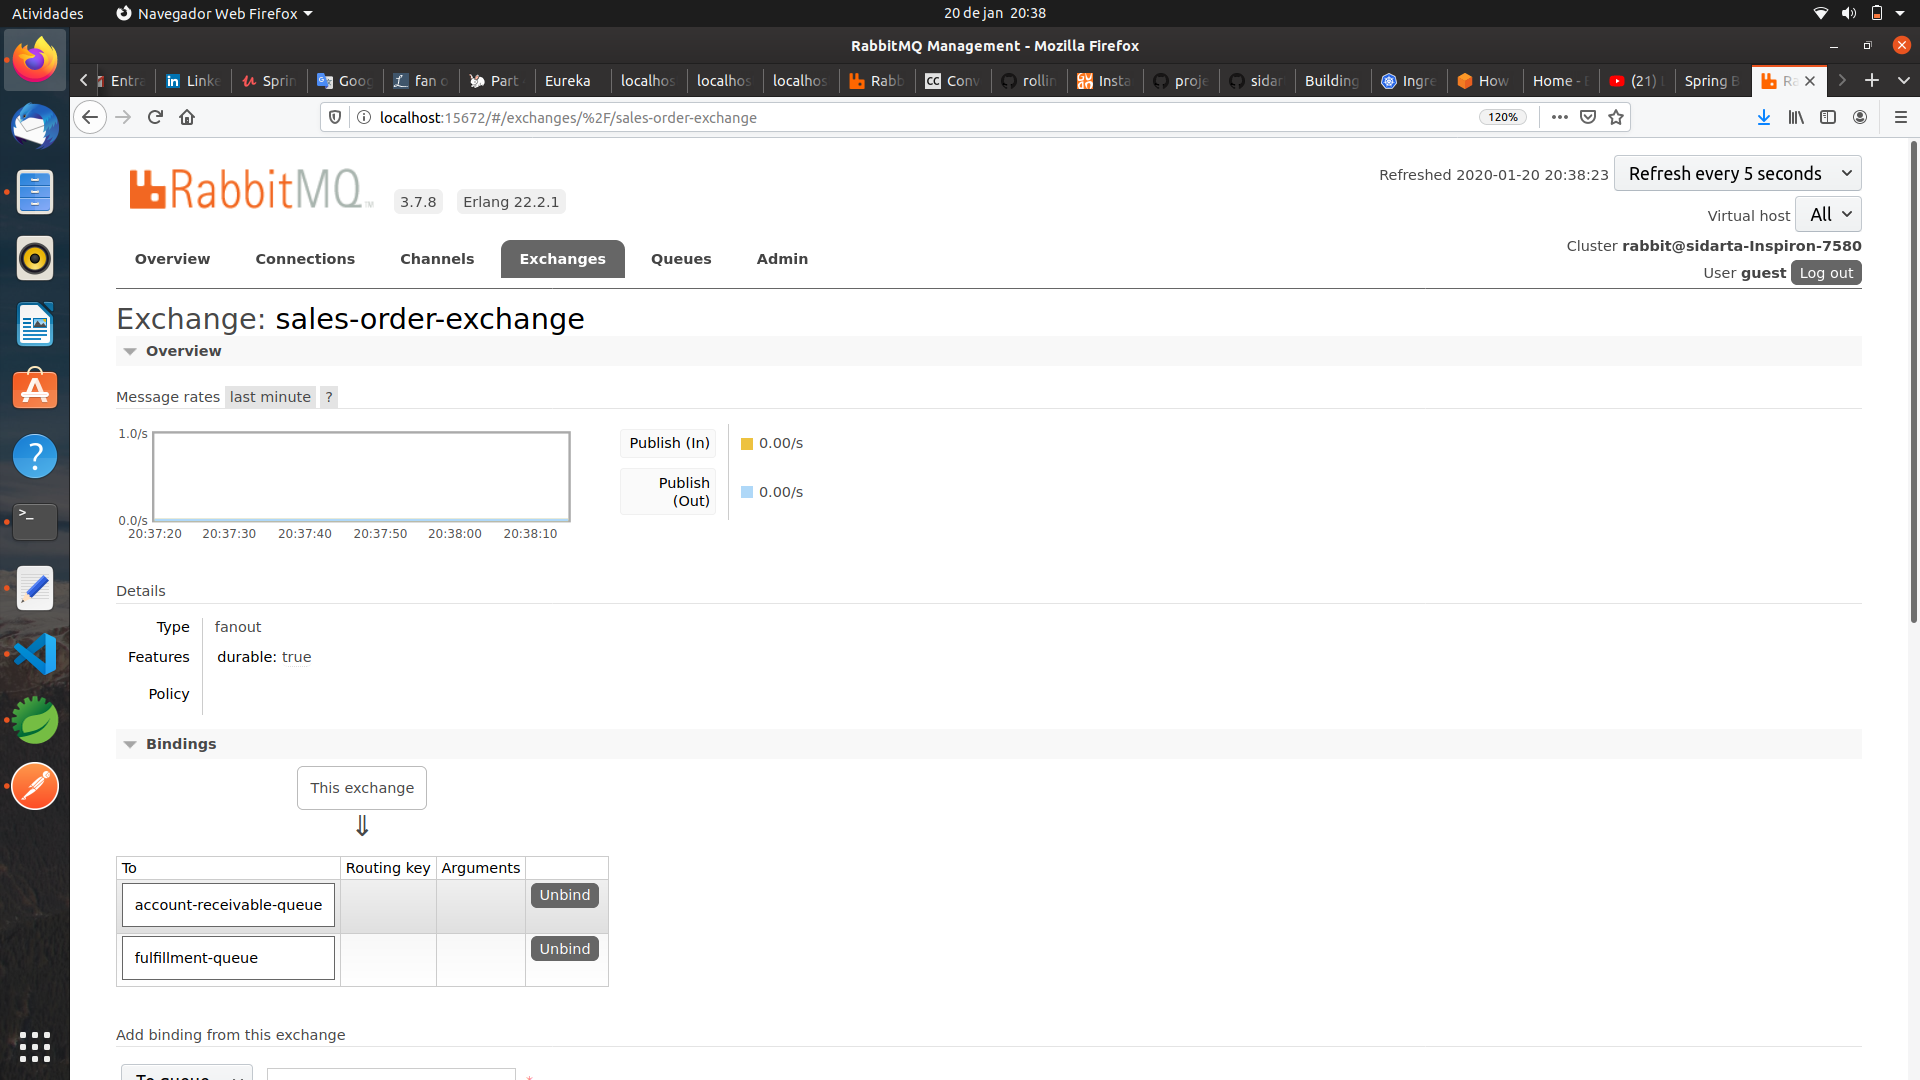 Atividades Navegador Web Firefox 20 de jan 20:38
RabbitMQ Management - Mozilla Firefox
Entra Linke Sprin Goog fan o Part Eureka localhos localhos localhos Rabb CC Conv rollin Insta proje sidar Building Ingre How Home - E (21) Spring B Ra
localhost:15672/#/exchanges/%2F/sales-order-exchange 120%
RabbitMQ TM 3.7.8 Erlang 22.2.1
Refreshed 2020-01-20 20:38:23 Refresh every 5 seconds
Virtual host All
Cluster rabbit@sidarta-Inspiron-7580
User guest Log out
Overview Connections Channels Exchanges Queues Admin
Exchange: sales-order-exchange
Overview
Message rates last minute ?
1.0/s
0.0/s
20:37:20 20:37:30 20:37:40 20:37:50 20:38:00 20:38:10
Publish (In) 0.00/s
Publish (Out) 0.00/s
Details
Type fanout
Features durable: true
Policy
Bindings
This exchange
⇓
To Routing key Arguments
account-receivable-queue Unbind
fulfillment-queue Unbind
Add binding from this exchange
To queue *